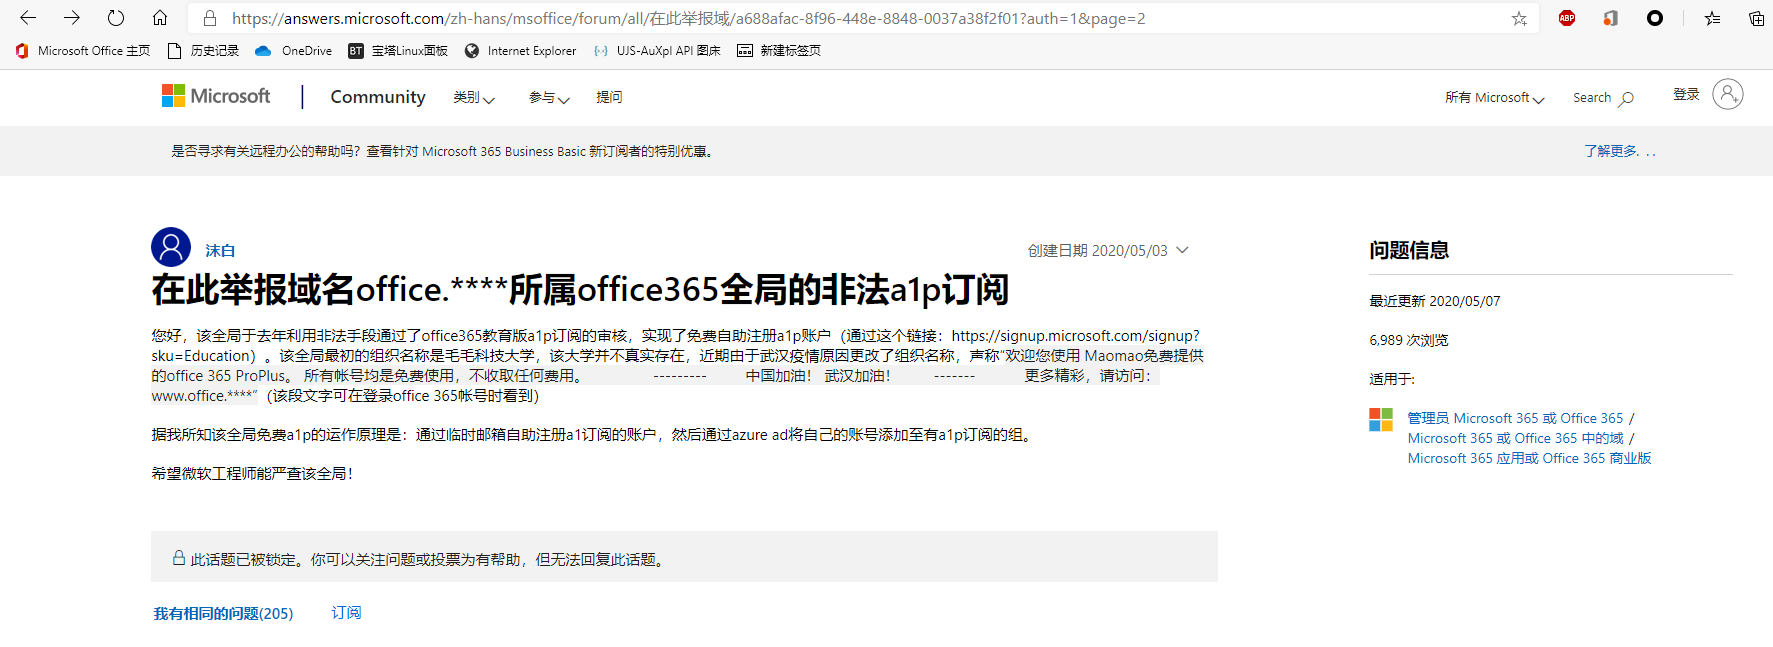 https://answers.microsoft.com/zh-hans/msoffice/forum/all/在此举报域/a688afac-8f96-448e-8848-0037a38f2f01?auth=1&page=2
ABP
Microsoft Office 主页 历史记录 OneDrive BT 宝塔Linux面板 Internet Explorer UJS-AuXpl API 图床 新建标签页
Microsoft Community 类别 参与 提问 所有 Microsoft Search 登录
是否寻求有关远程办公的帮助吗？查看针对 Microsoft 365 Business Basic 新订阅者的特别优惠。 了解更多. . .
沫白 创建日期 2020/05/03
在此举报域名office.****所属office365全局的非法a1p订阅
您好，该全局于去年利用非法手段通过了office365教育版a1p订阅的审核，实现了免费自助注册a1p账户（通过这个链接：https://signup.microsoft.com/signup?
sku=Education）。该全局最初的组织名称是毛毛科技大学，该大学并不真实存在，近期由于武汉疫情原因更改了组织名称，声称“欢迎您使用 Maomao免费提供
的office 365 ProPlus。 所有帐号均是免费使用，不收取任何费用。 --------- 中国加油！ 武汉加油！ ------- 更多精彩，请访问：
www.office.****”（该段文字可在登录office 365帐号时看到）
据我所知该全局免费a1p的运作原理是：通过临时邮箱自助注册a1订阅的账户，然后通过azure ad将自己的账号添加至有a1p订阅的组。
希望微软工程师能严查该全局！
此话题已被锁定。你可以关注问题或投票为有帮助，但无法回复此话题。
我有相同的问题(205) 订阅
问题信息
最近更新 2020/05/07
6,989 次浏览
适用于:
管理员 Microsoft 365 或 Office 365 /
Microsoft 365 或 Office 365 中的域 /
Microsoft 365 应用或 Office 365 商业版